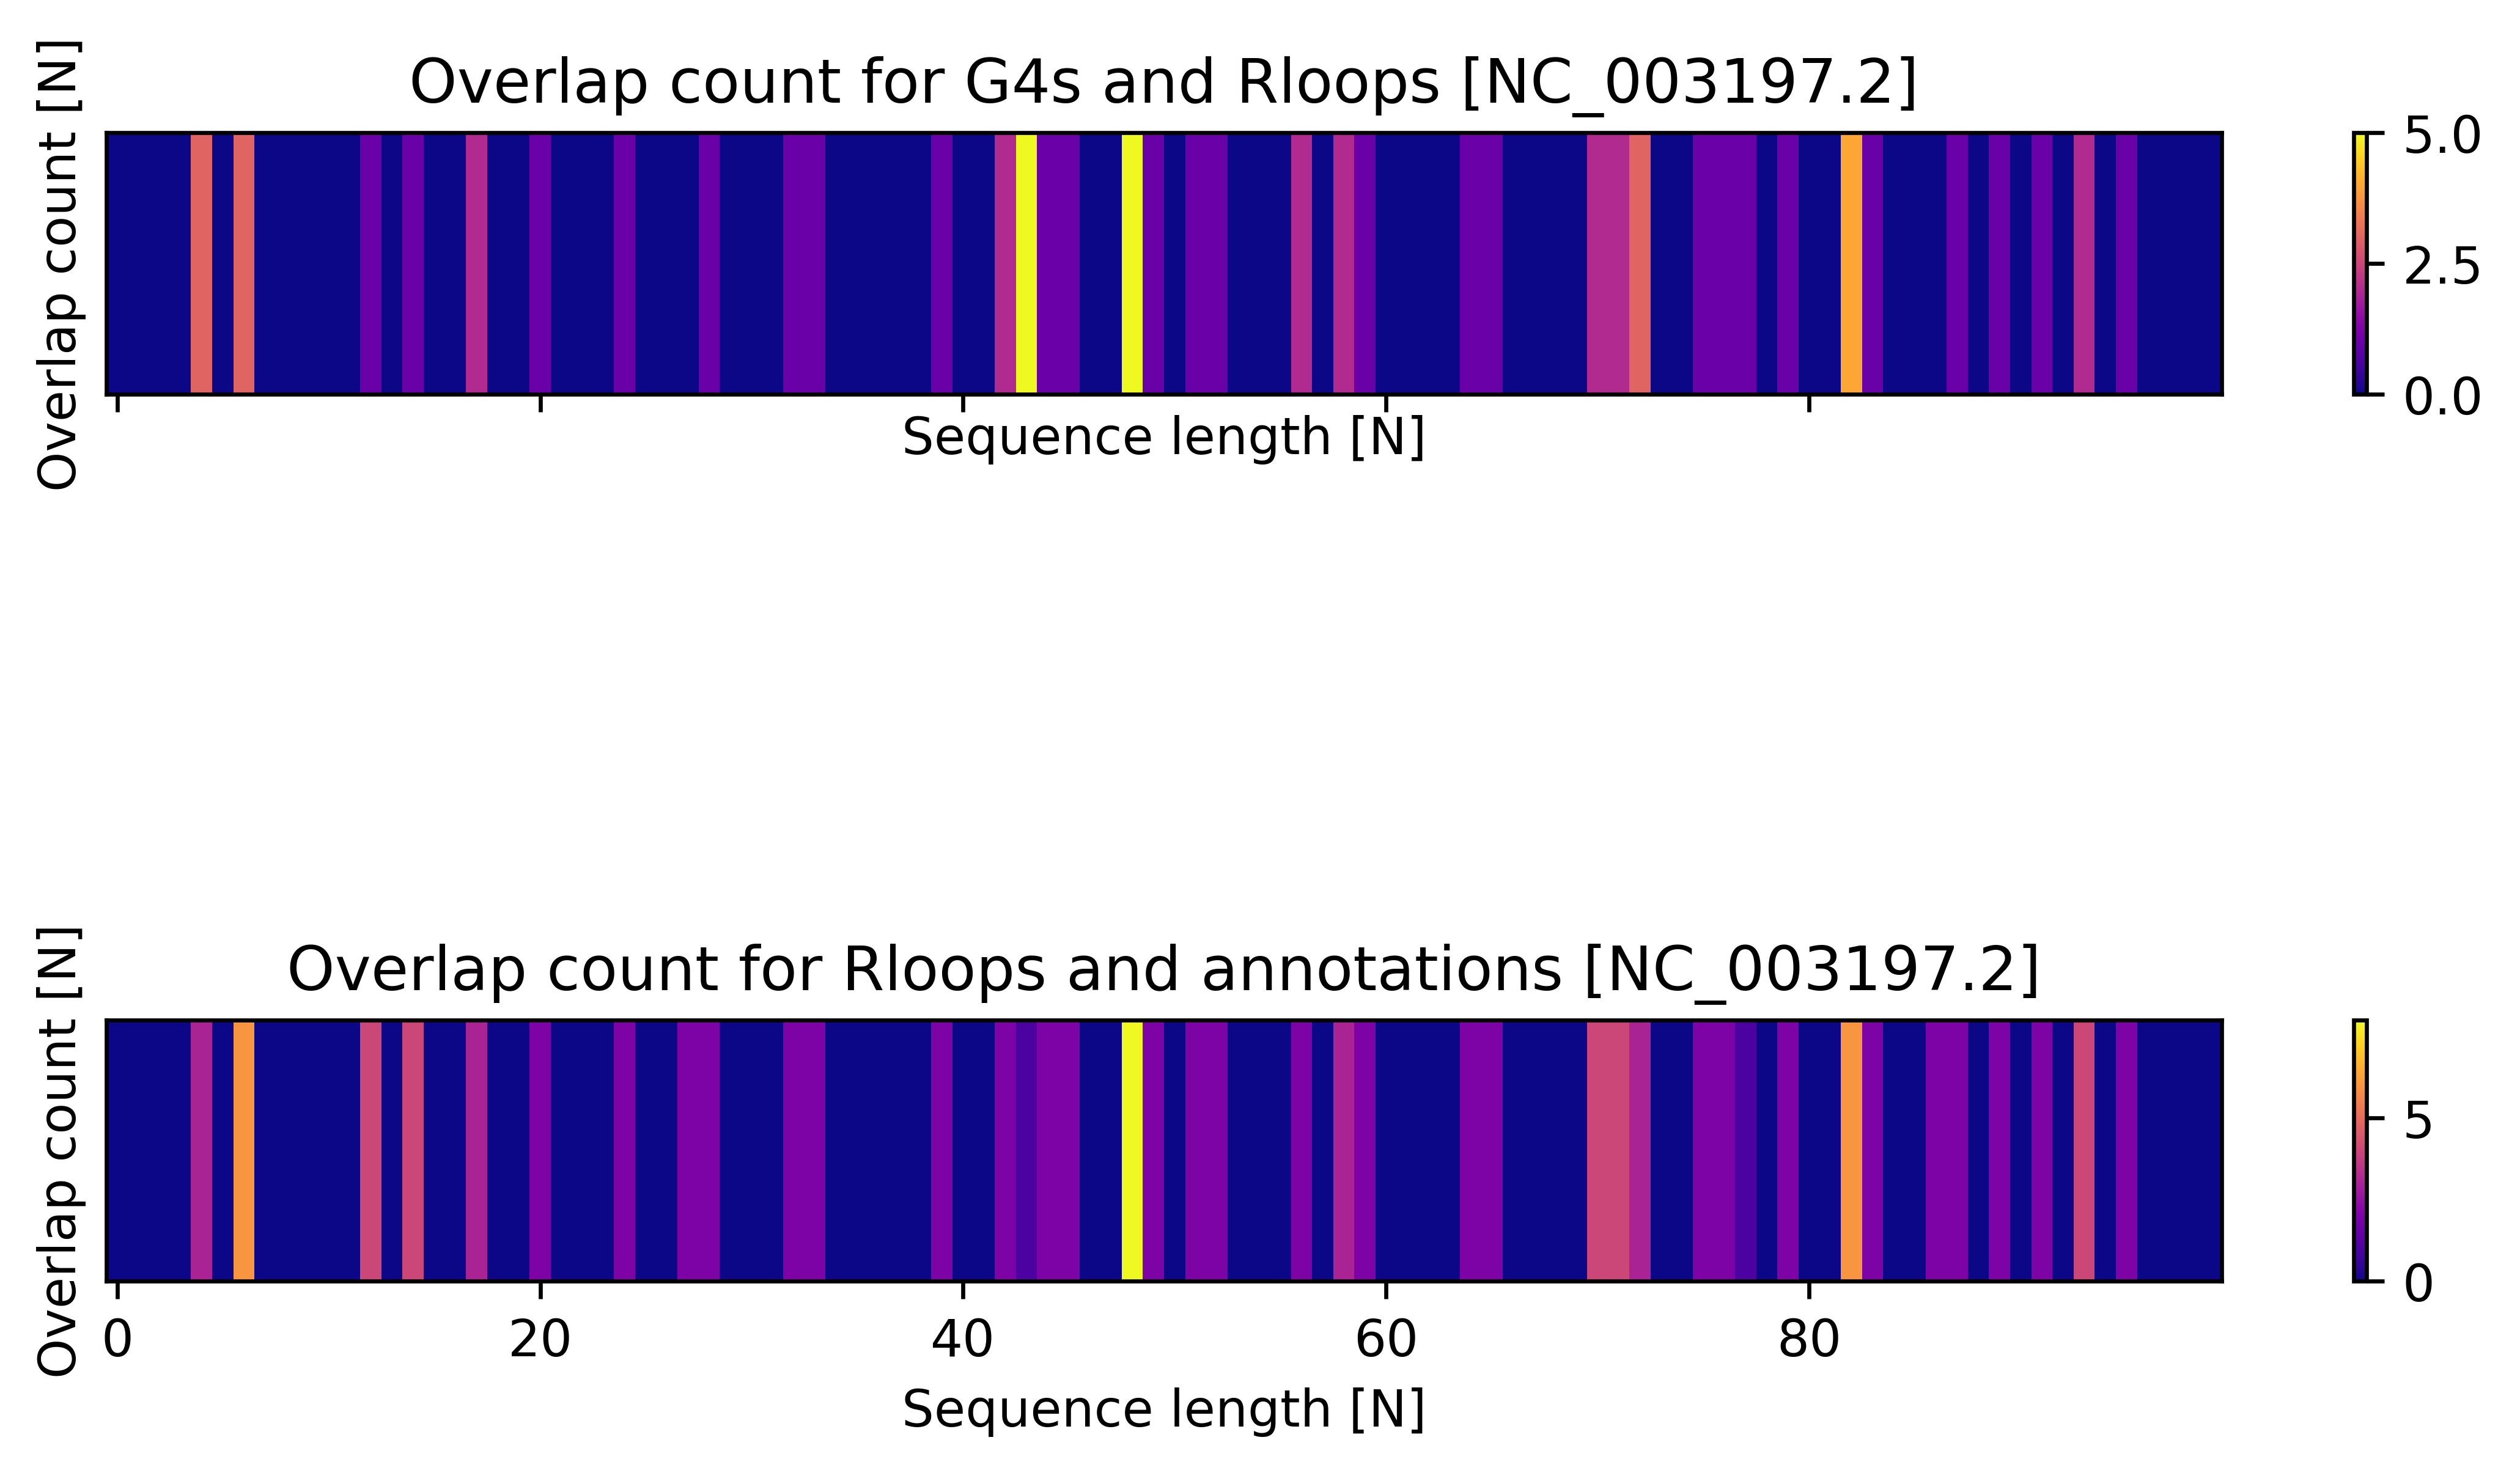 Overlap count for G4s and Rloops [NC_003197.2]
Overlap count [N]
5.0
2.5
0.0
Sequence length [N]
Overlap count for Rloops and annotations [NC_003197.2]
Overlap count [N]
5
0
0 20 40 60 80
Sequence length [N]